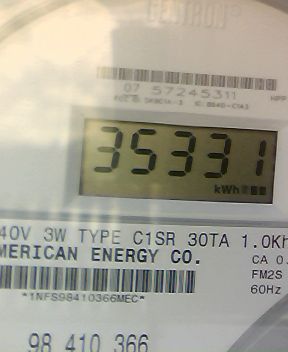 CENTRON®
07 57245311
35331
kWh
40V 3W TYPE C1SR 30TA 1.0Kh
MERICAN ENERGY CO.
CA 0.
FM2S
60Hz
*1NFS98410366MEC*
98 410 366